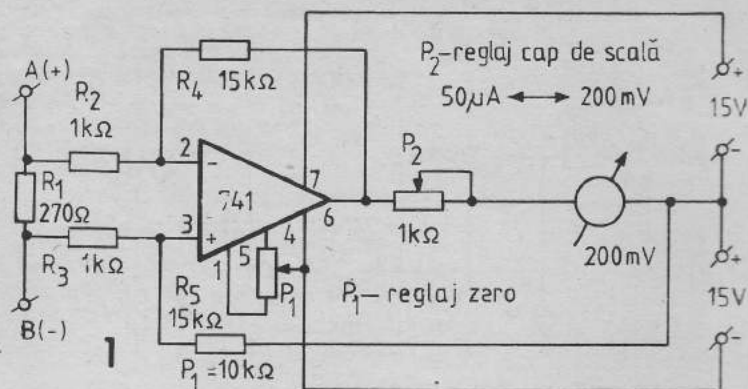 A(+)
R2
1kΩ
R4
15kΩ
P2-reglaj cap de scală
50µA ↔ 200mV
+
15V
-
2
-
7
P2
R1
270Ω
741
6
3
+
4
5
1
1kΩ
R3
1kΩ
200mV
+
15V
-
R5
15kΩ
P1
P1-reglaj zero
B(-)
1
P1=10kΩ